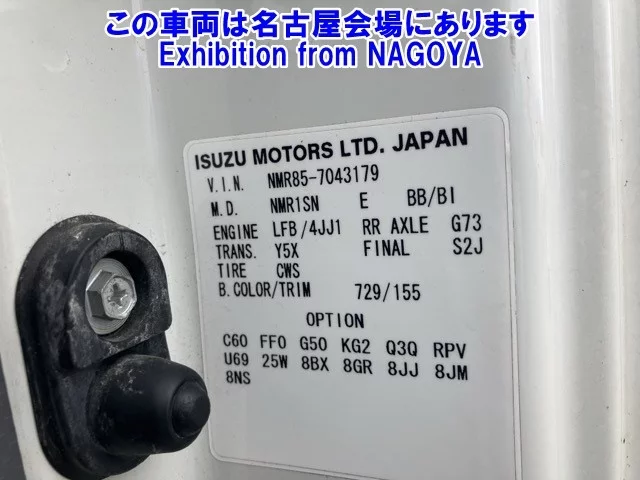 この車両は名古屋会場にあります
Exhibition from NAGOYA
ISUZU MOTORS LTD. JAPAN
V.I.N. NMR85-7043179
M.D. NMR1SN E BB/BI
ENGINE LFB/4JJ1 RR AXLE G73
TRANS. Y5X FINAL S2J
TIRE CWS
B.COLOR/TRIM 729/155
OPTION
C60 FF0 G50 KG2 Q3Q RPV
U69 25W 8BX 8GR 8JJ 8JM
8NS